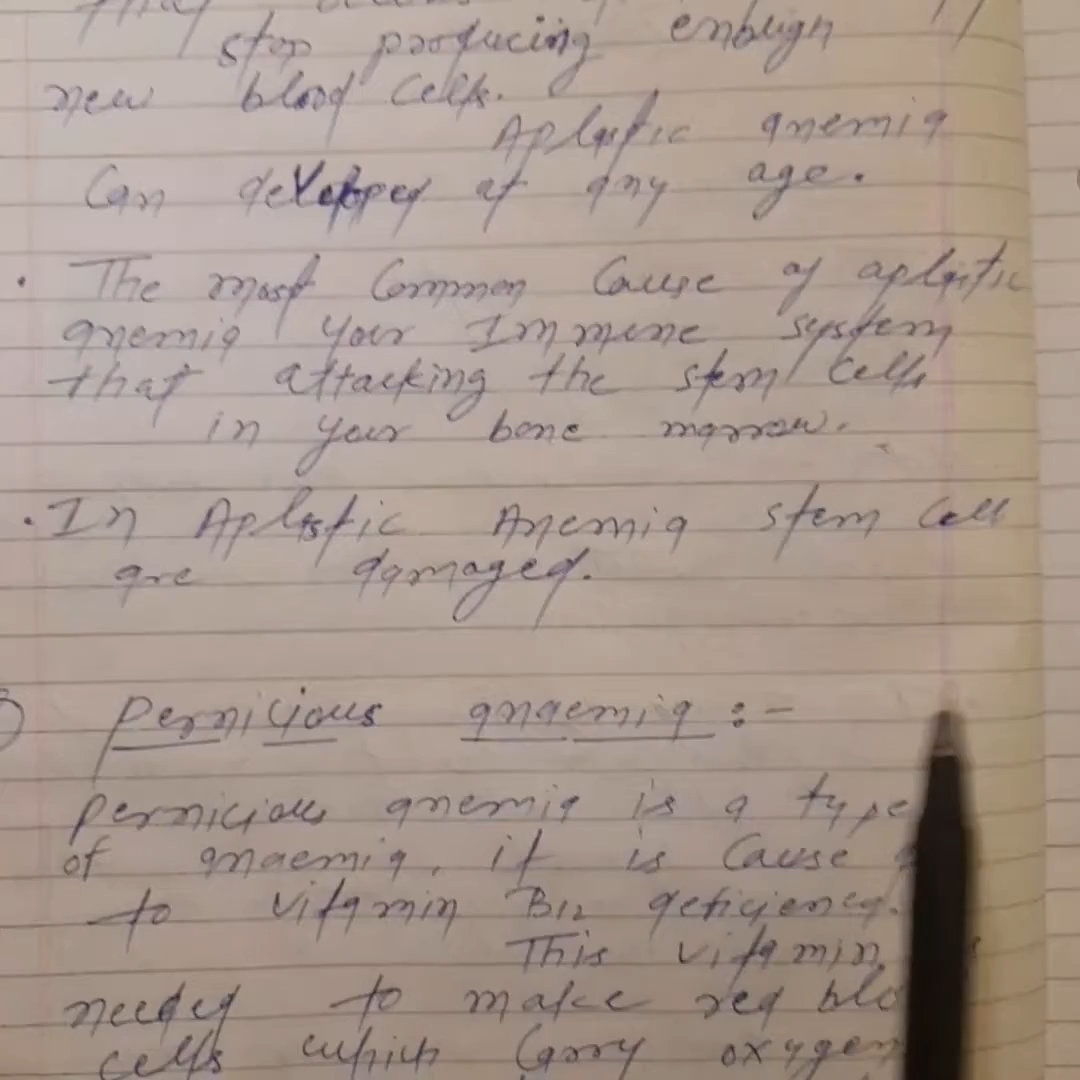 that
stop producing enough
new blood cells.
Aplastic anemia
Can developed at any age.
• The most Common Cause of aplastic
anemia your Immune system
that attacking the stem cells
in your bone marrow.
• In Aplastic Anemia stem cell
are damaged.
Pernicious anaemia :-
pernicious anemia is a type
of anaemia, it is Cause
to vitamin B12 deficiency.
This vitamin
needed to make red blo
cells which Carry oxygen